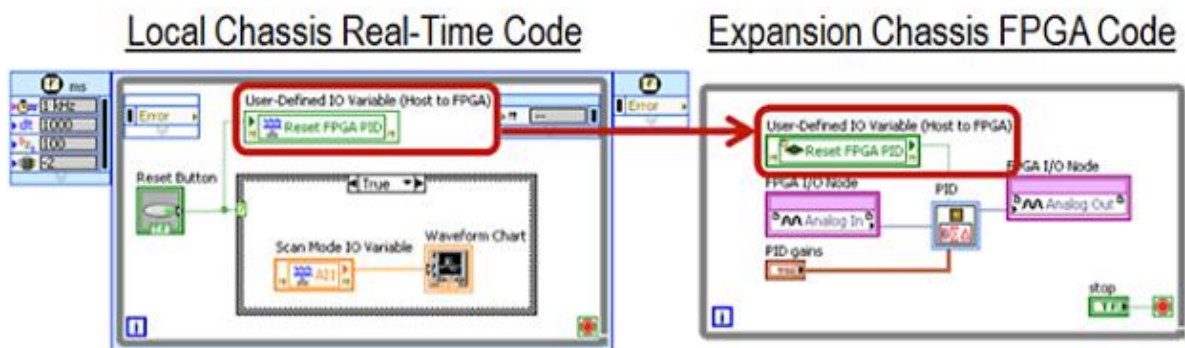 Local Chassis Real-Time Code
Expansion Chassis FPGA Code
ms
1 kHz
dt 1000
100
-2
Error
User-Defined IO Variable (Host to FPGA)
Reset FPGA PID
Error
Reset Button
True
Scan Mode IO Variable
AI1
Waveform Chart
i
User-Defined IO Variable (Host to FPGA)
Reset FPGA PID
FPGA I/O Node
Analog In
PID
FPGA I/O Node
Analog Out
PID gains
stop
TF
i